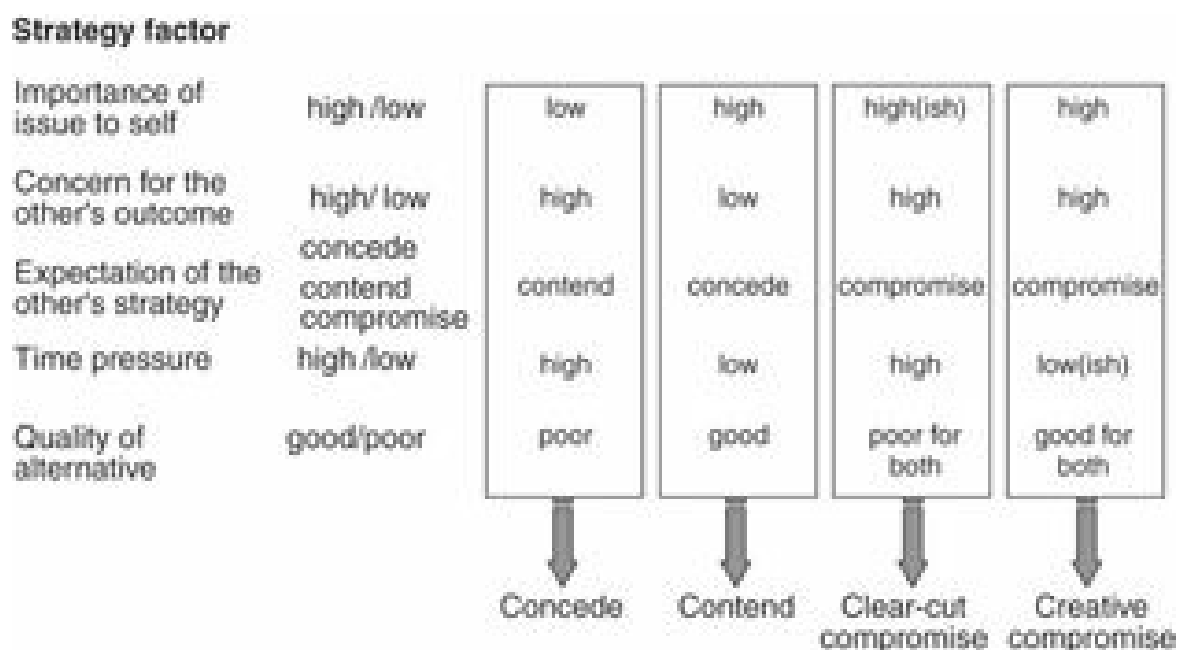 Strategy factor
Importance of
issue to self
high/low
low
high
high(ish)
high
Concern for the
other's outcome
high/ low
high
low
high
high
Expectation of the
other's strategy
concede
contend
compromise
contend
concede
compromise
compromise
Time pressure
high/low
high
low
high
low(ish)
Quality of
alternative
good/poor
poor
good
poor for
both
good for
both
Concede
Contend
Clear-cut
compromise
Creative
compromise